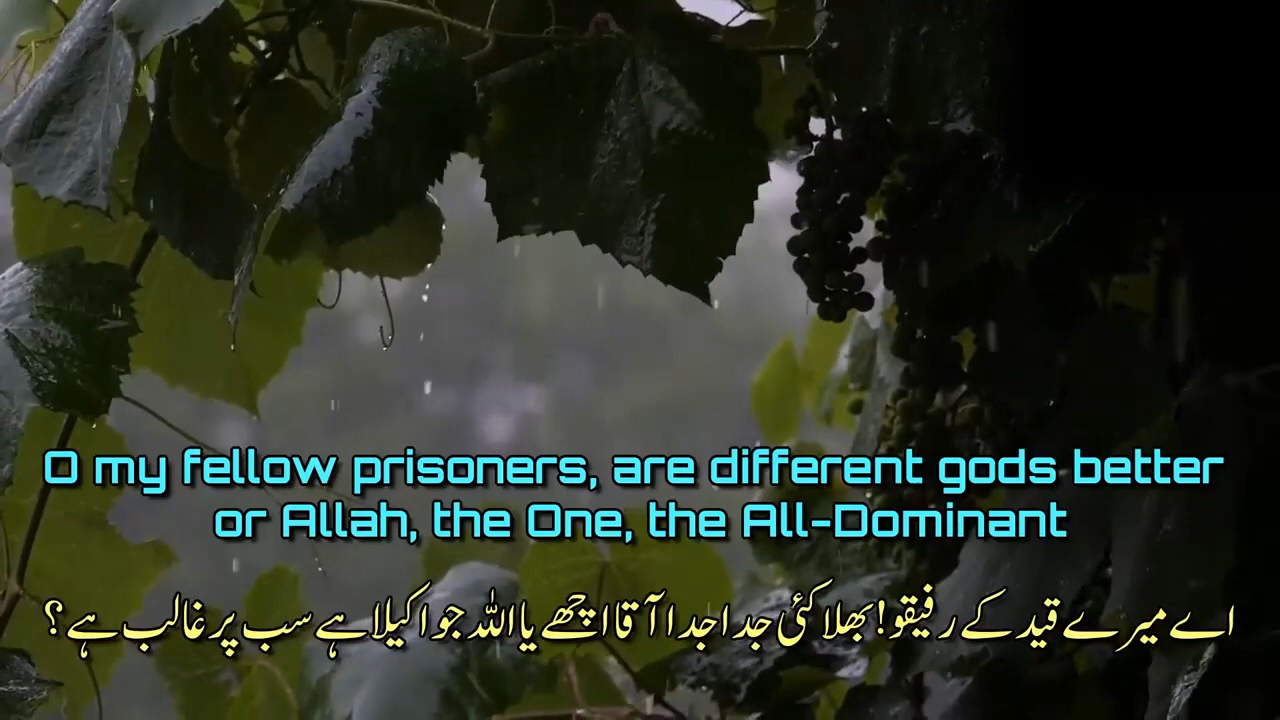 O my fellow prisoners, are different gods better
or Allah, the One, the All-Dominant
اے میرے قید کے رفیقو! بھلا کئی جدا جدا آقا اچھے یا اللہ جو اکیلا ہے سب پر غالب ہے؟